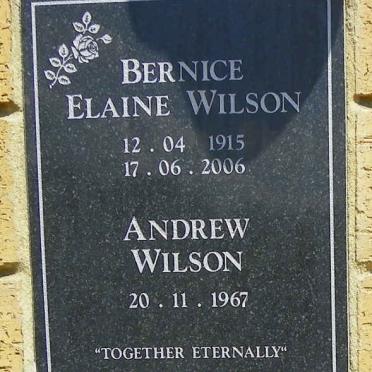 BERNICE
ELAINE WILSON
12 . 04 1915
17 . 06 . 2006
ANDREW
WILSON
20 . 11 . 1967
"TOGETHER ETERNALLY"